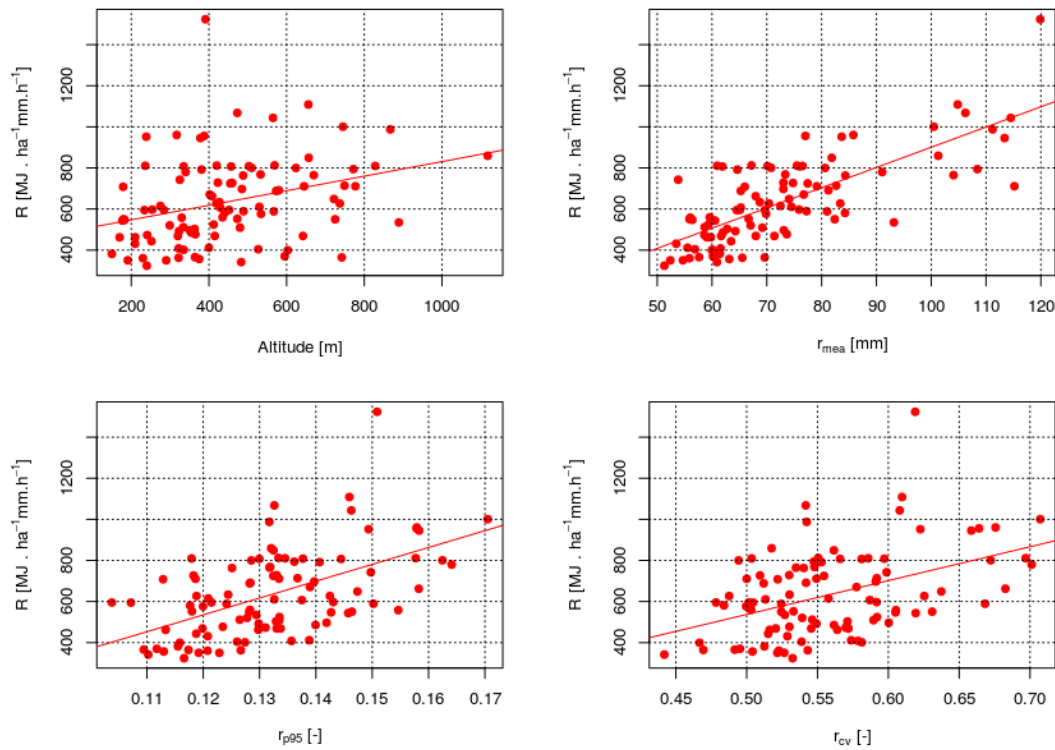 R [MJ . ha⁻¹mm.h⁻¹]
1200
800
600
400
200 400 600 800 1000
Altitude [m]
R [MJ . ha⁻¹mm.h⁻¹]
1200
800
600
400
50 60 70 80 90 100 110 120
r_mea [mm]
R [MJ . ha⁻¹mm.h⁻¹]
1200
800
600
400
0.11 0.12 0.13 0.14 0.15 0.16 0.17
r_p95 [-]
R [MJ . ha⁻¹mm.h⁻¹]
1200
800
600
400
0.45 0.50 0.55 0.60 0.65 0.70
r_cv [-]